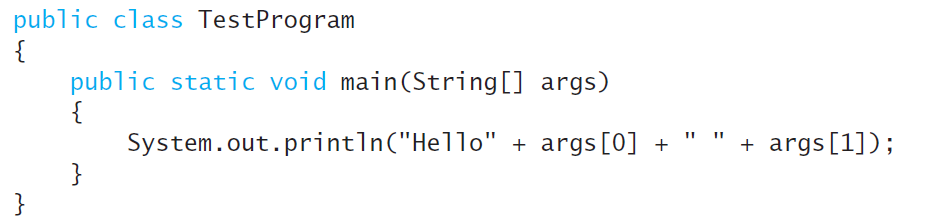 public class TestProgram
{
    public static void main(String[] args)
    {
        System.out.println("Hello" + args[0] + " " + args[1]);
    }
}